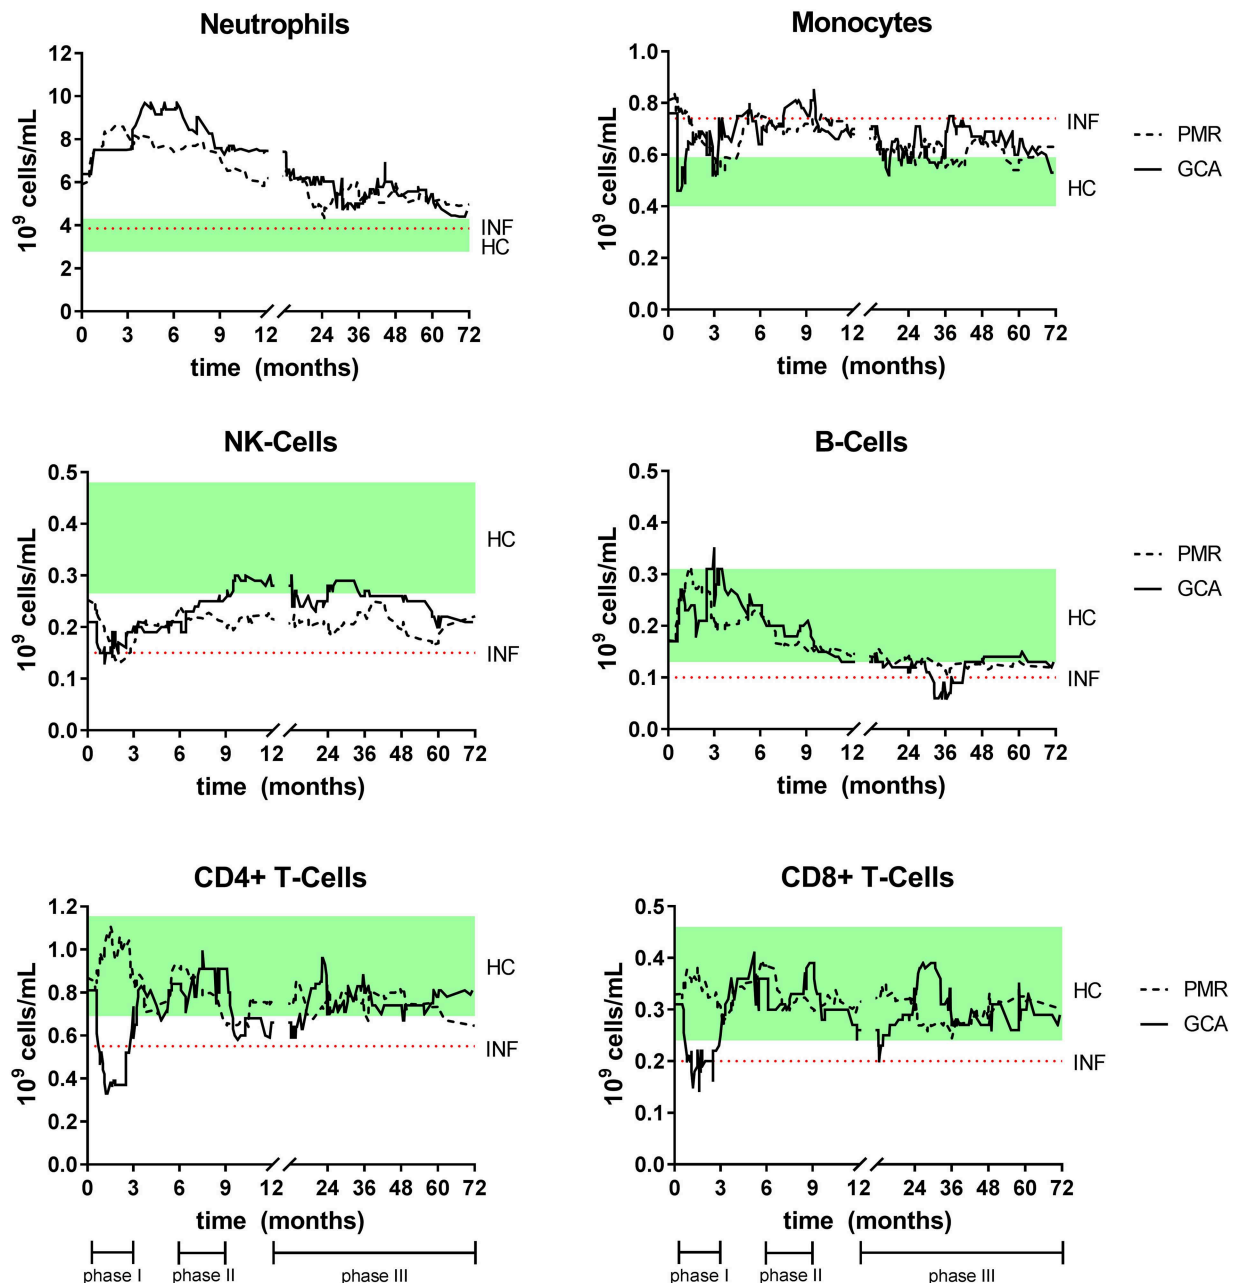 Neutrophils
10⁹ cells/mL
12
10
8
6
4
2
0
INF
HC
0 3 6 9 12 24 36 48 60 72
time (months)
Monocytes
10⁹ cells/mL
1.0
0.8
0.6
0.4
0.2
0.0
INF
HC
0 3 6 9 12 24 36 48 60 72
time (months)
PMR
GCA
NK-Cells
10⁹ cells/mL
0.5
0.4
0.3
0.2
0.1
0.0
HC
INF
0 3 6 9 12 24 36 48 60 72
time (months)
B-Cells
10⁹ cells/mL
0.5
0.4
0.3
0.2
0.1
0.0
HC
INF
0 3 6 9 12 24 36 48 60 72
time (months)
PMR
GCA
CD4+ T-Cells
10⁹ cells/mL
1.2
1.0
0.8
0.6
0.4
0.2
0.0
HC
INF
0 3 6 9 12 24 36 48 60 72
time (months)
phase I phase II phase III
CD8+ T-Cells
10⁹ cells/mL
0.5
0.4
0.3
0.2
0.1
0.0
HC
INF
0 3 6 9 12 24 36 48 60 72
time (months)
phase I phase II phase III
PMR
GCA